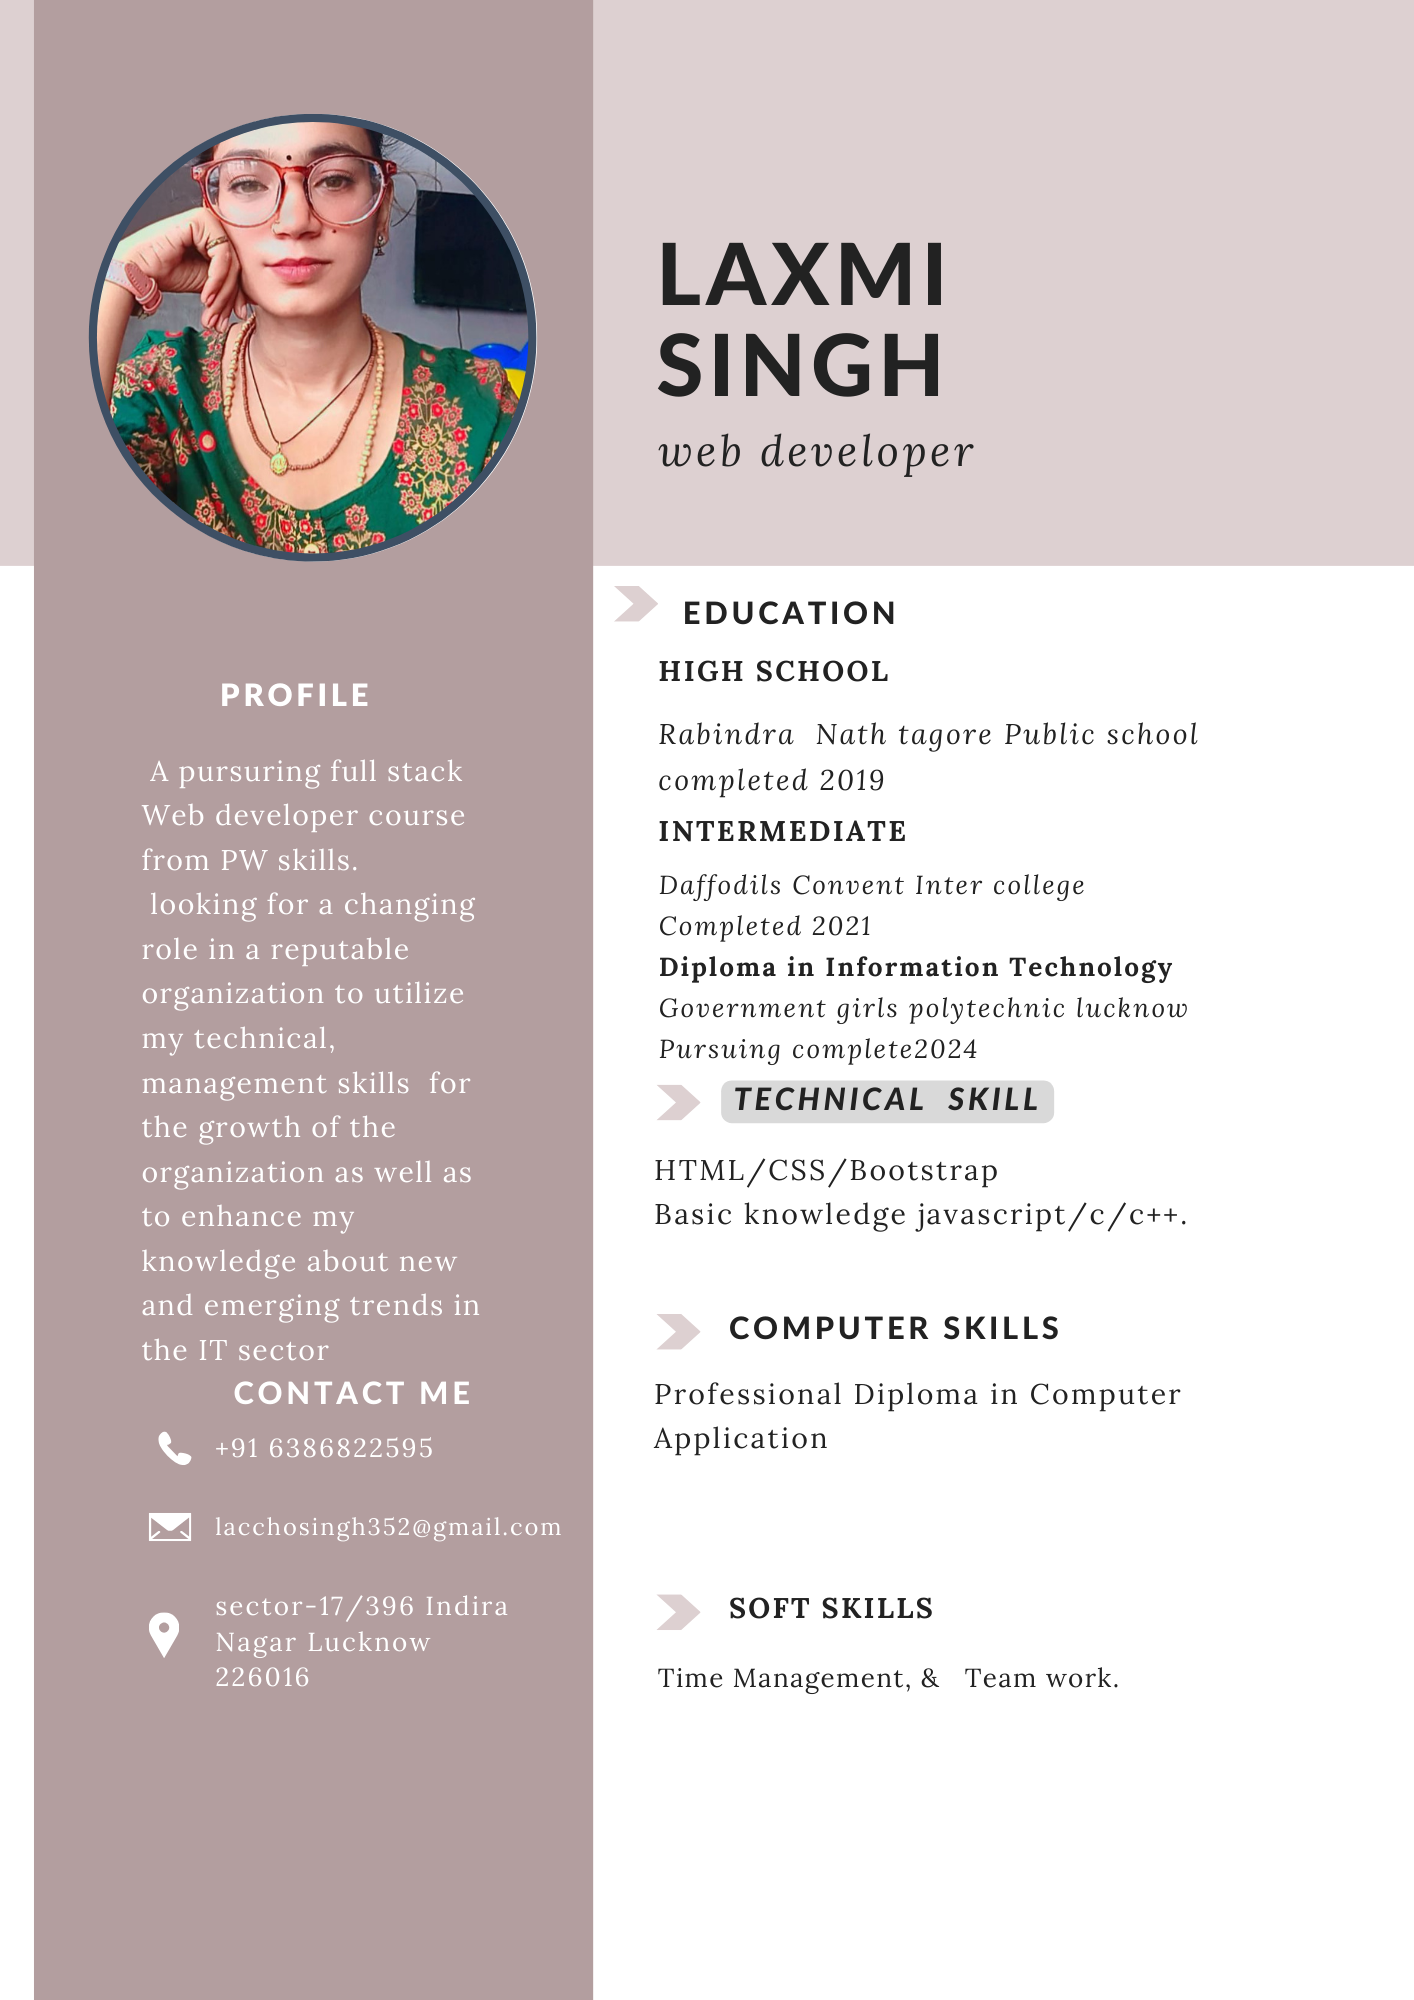 LAXMI
SINGH
web developer
PROFILE
A pursuring full stack
Web developer course
from PW skills.
looking for a changing
role in a reputable
organization to utilize
my technical,
management skills  for
the growth of the
organization as well as
to enhance my
knowledge about new
and emerging trends in
the IT sector
CONTACT ME
+91 6386822595
lacchosingh352@gmail.com
sector-17/396 Indira
Nagar Lucknow
226016
EDUCATION
HIGH SCHOOL
Rabindra  Nath tagore Public school
completed 2019
INTERMEDIATE
Daffodils Convent Inter college
Completed 2021
Diploma in Information Technology
Government girls polytechnic lucknow
Pursuing complete2024
TECHNICAL  SKILL
HTML/CSS/Bootstrap
Basic knowledge javascript/c/c++.
COMPUTER SKILLS
Professional Diploma in Computer
Application
SOFT SKILLS
Time Management, &  Team work.